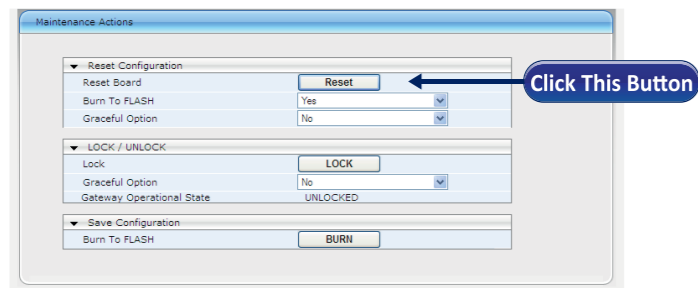 Maintenance Actions
Reset Configuration
Reset Board Reset
Click This Button
Burn To FLASH Yes
Graceful Option No
LOCK / UNLOCK
Lock LOCK
Graceful Option No
Gateway Operational State UNLOCKED
Save Configuration
Burn To FLASH BURN